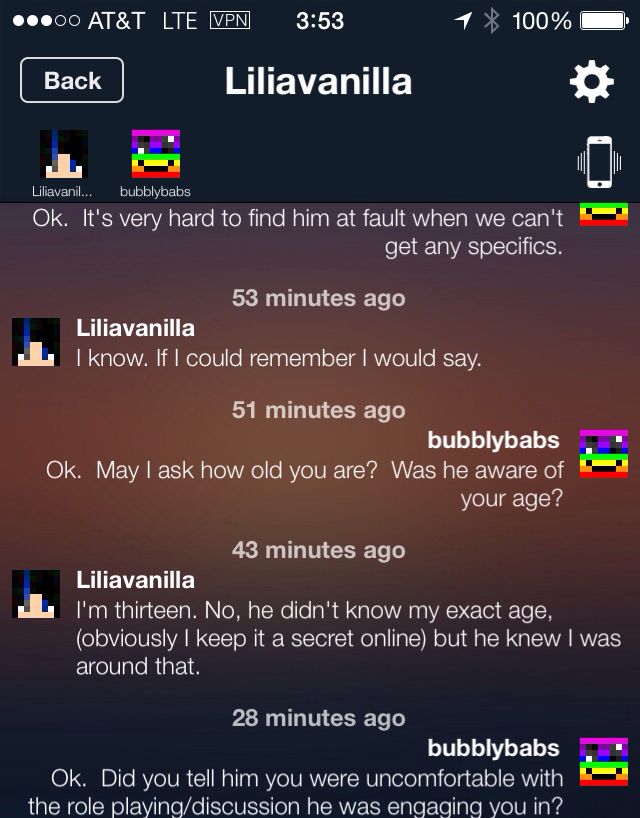 AT&T LTE VPN 3:53 100%
Back Liliavanilla
Liliavanil... bubblybabs
Ok. It's very hard to find him at fault when we can't
get any specifics.
53 minutes ago
Liliavanilla
I know. If I could remember I would say.
51 minutes ago
bubblybabs
Ok. May I ask how old you are? Was he aware of
your age?
43 minutes ago
Liliavanilla
I'm thirteen. No, he didn't know my exact age,
(obviously I keep it a secret online) but he knew I was
around that.
28 minutes ago
bubblybabs
Ok. Did you tell him you were uncomfortable with
the role playing/discussion he was engaging you in?